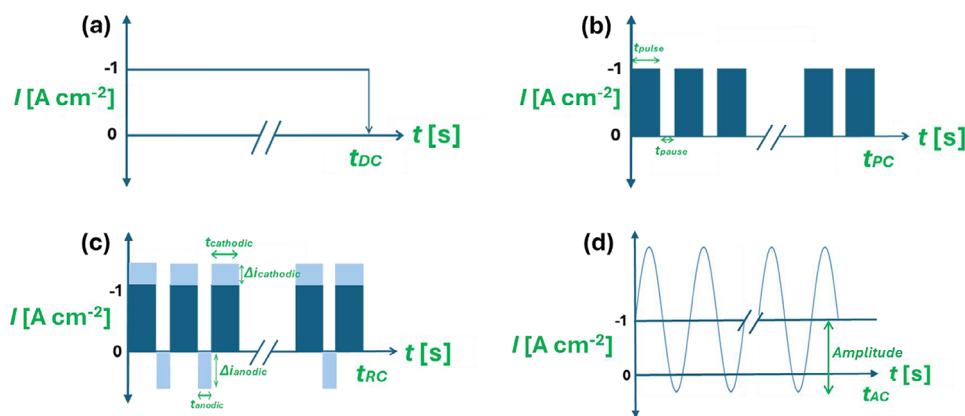 (a)
-1
I [A cm-2]
0
t [s]
tDC
(b)
tpulse
-1
I [A cm-2]
0
t [s]
tpause
tPC
(c)
tcathodic
Δicathodic
-1
I [A cm-2]
0
t [s]
Δianodic
tRC
tanodic
(d)
-1
I [A cm-2]
Amplitude
0
t [s]
tAC